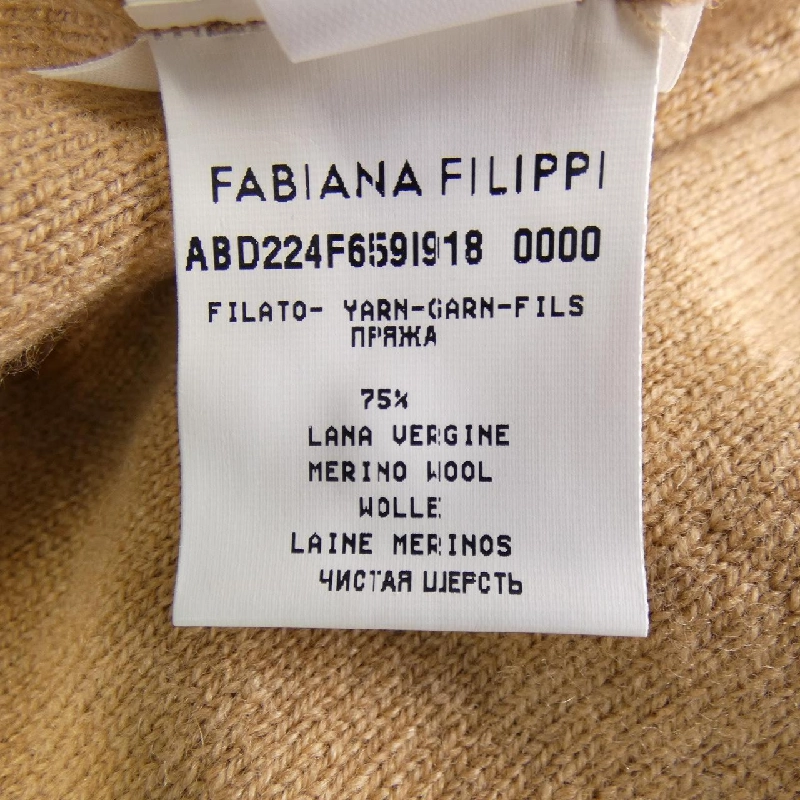 FABIANA FILIPPI
ABD224F659I918 0000
FILATO- YARN-GARN-FILS
ПРЯЖА
75%
LANA VERGINE
MERINO WOOL
WOLLE
LAINE MERINOS
ЧИСТАЯ ШЕРСТЬ